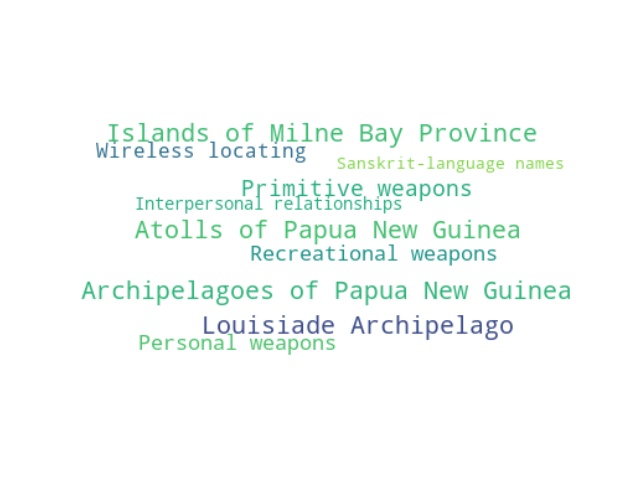 Islands of Milne Bay Province
Wireless locating
Sanskrit-language names
Primitive weapons
Interpersonal relationships
Atolls of Papua New Guinea
Recreational weapons
Archipelagoes of Papua New Guinea
Louisiade Archipelago
Personal weapons